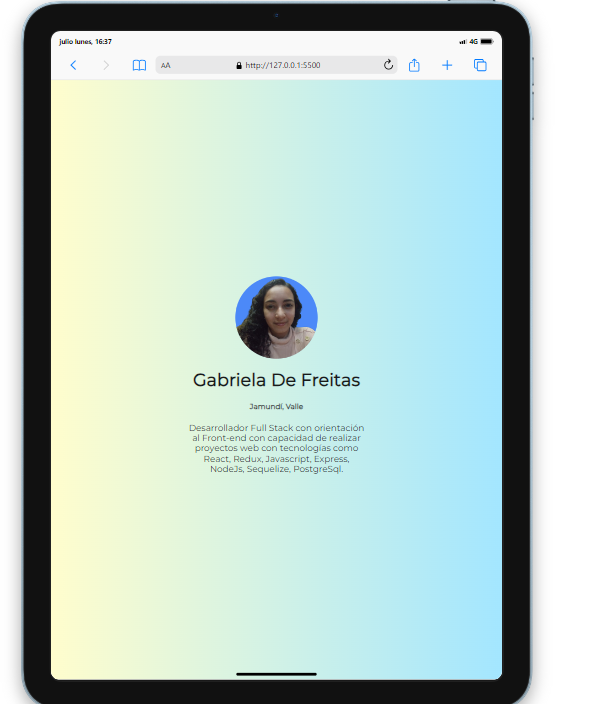 julio lunes, 16:37
4G
AA
http://127.0.0.1:5500
Gabriela De Freitas
Jamundí, Valle
Desarrollador Full Stack con orientación
al Front-end con capacidad de realizar
proyectos web con tecnologías como
React, Redux, Javascript, Express,
NodeJs, Sequelize, PostgreSql.